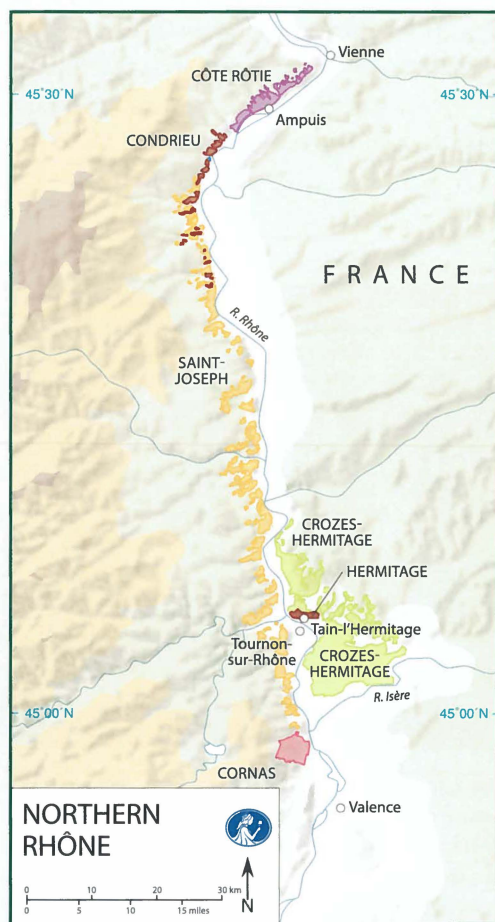 Vienne
CÔTE RÔTIE
45°30´N
45°30´N
Ampuis
CONDRIEU
FRANCE
R. Rhône
SAINT-
JOSEPH
CROZES-
HERMITAGE
HERMITAGE
Tain-l'Hermitage
Tournon-
sur-Rhône
CROZES-
HERMITAGE
R. Isère
45°00´N
45°00´N
CORNAS
Valence
NORTHERN
RHÔNE
0 10 20 30 km
0 5 10 15 miles
N